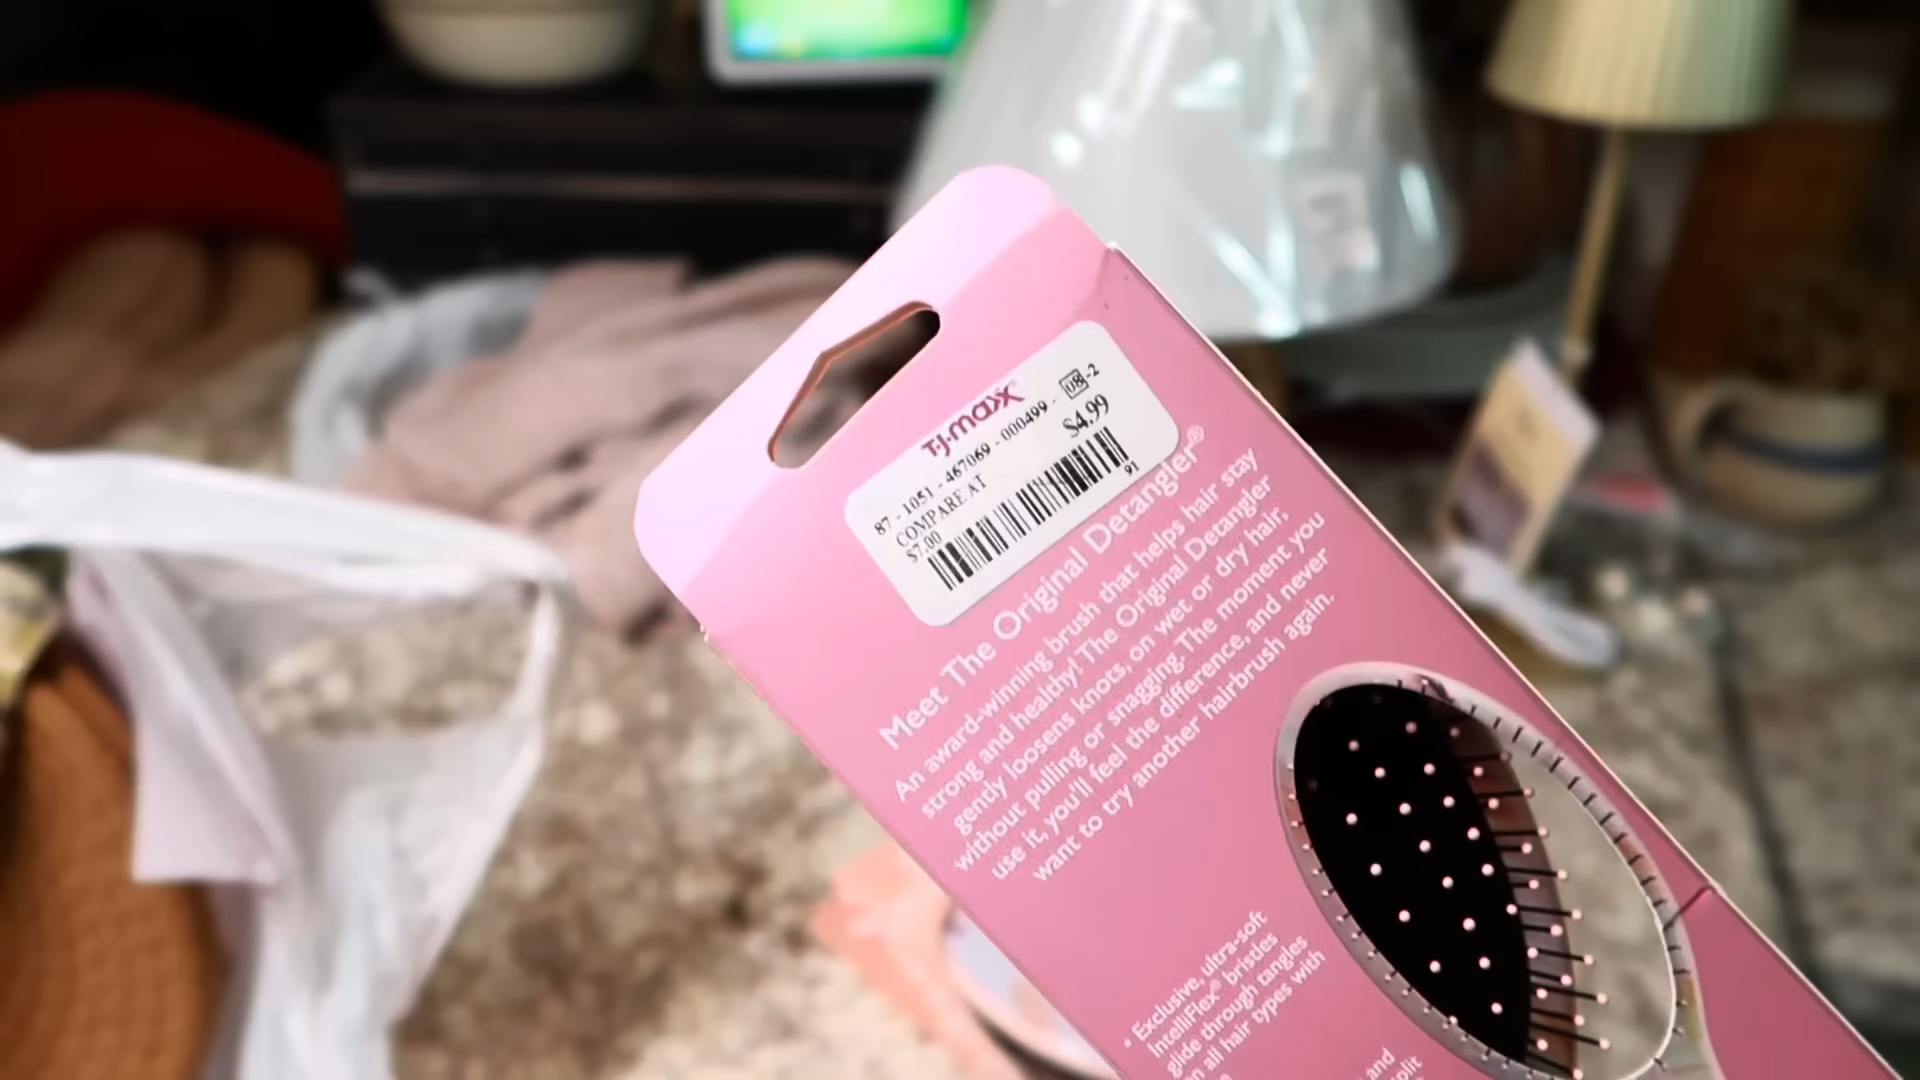 T.J.maxx®
87 - 1051 - 467069 - 000499 - 08 -2
COMPARE AT
$4.99
$7.00
91
Meet The Original Detangler®
An award-winning brush that helps hair stay
strong and healthy! The Original Detangler
gently loosens knots, on wet or dry hair,
without pulling or snagging. The moment you
use it, you'll feel the difference, and never
want to try another hairbrush again.
• Exclusive, ultra-soft
IntelliFlex® bristles
glide through tangles
on all hair types with
and